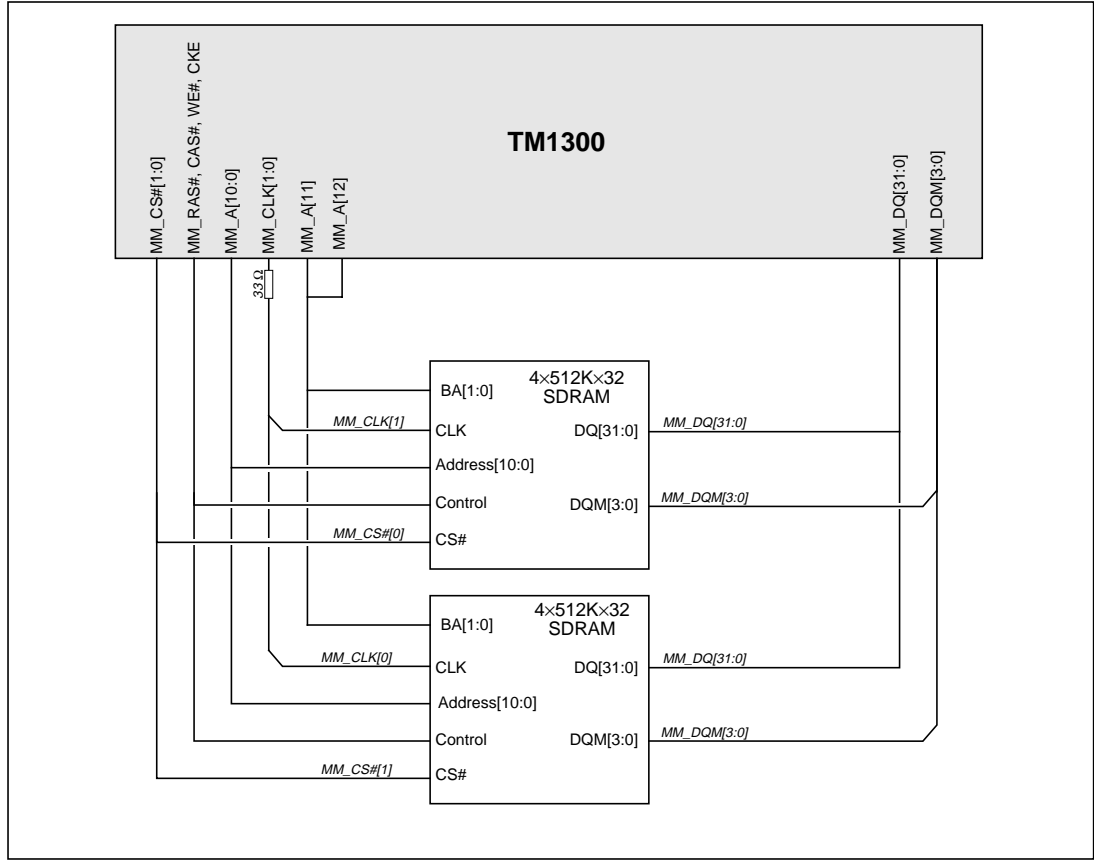 TM1300
MM_CS#[1:0]
MM_RAS#, CAS#, WE#, CKE
MM_A[10:0]
MM_CLK[1:0]
MM_A[11]
MM_A[12]
MM_DQ[31:0]
MM_DQM[3:0]
33 Ω
4×512K×32
SDRAM
BA[1:0]
MM_CLK[1]
CLK
DQ[31:0]
MM_DQ[31:0]
Address[10:0]
Control
DQM[3:0]
MM_DQM[3:0]
MM_CS#[0]
CS#
4×512K×32
SDRAM
BA[1:0]
MM_CLK[0]
CLK
DQ[31:0]
MM_DQ[31:0]
Address[10:0]
Control
DQM[3:0]
MM_DQM[3:0]
MM_CS#[1]
CS#